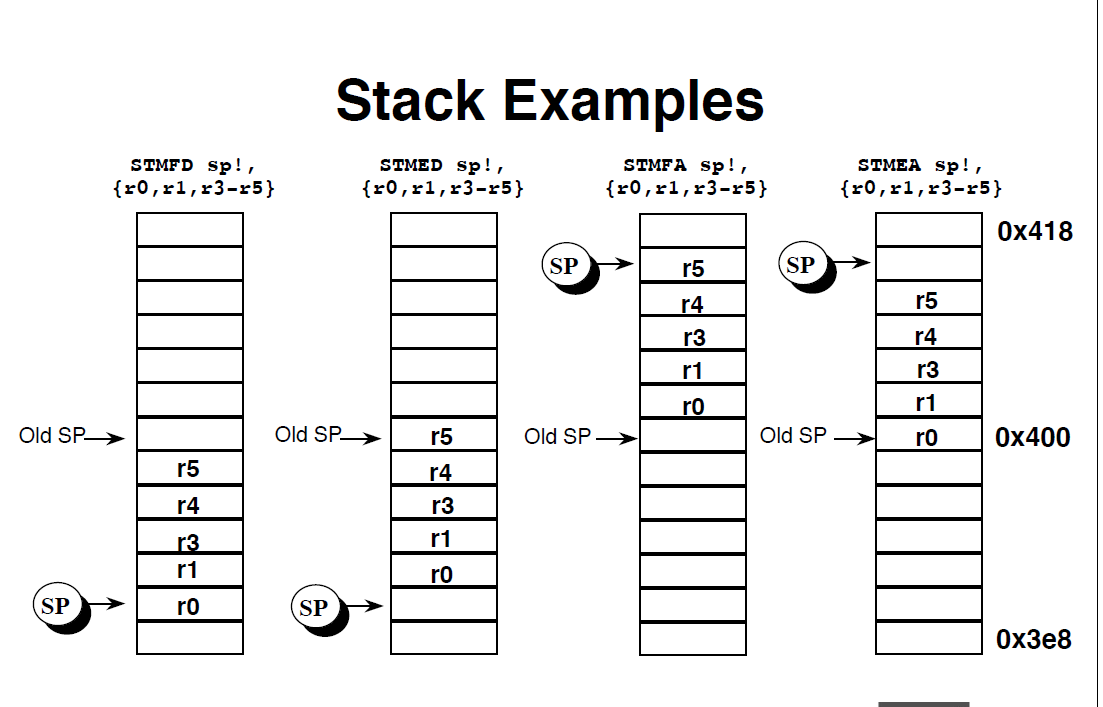 Stack Examples
STMFD sp!,
{r0,r1,r3-r5}
STMED sp!,
{r0,r1,r3-r5}
STMFA sp!,
{r0,r1,r3-r5}
STMEA sp!,
{r0,r1,r3-r5}
Old SP
r5
r4
r3
r1
r0
SP
Old SP
r5
r4
r3
r1
r0
SP
SP
r5
r4
r3
r1
r0
Old SP
SP
r5
r4
r3
r1
r0
Old SP
0x418
0x400
0x3e8